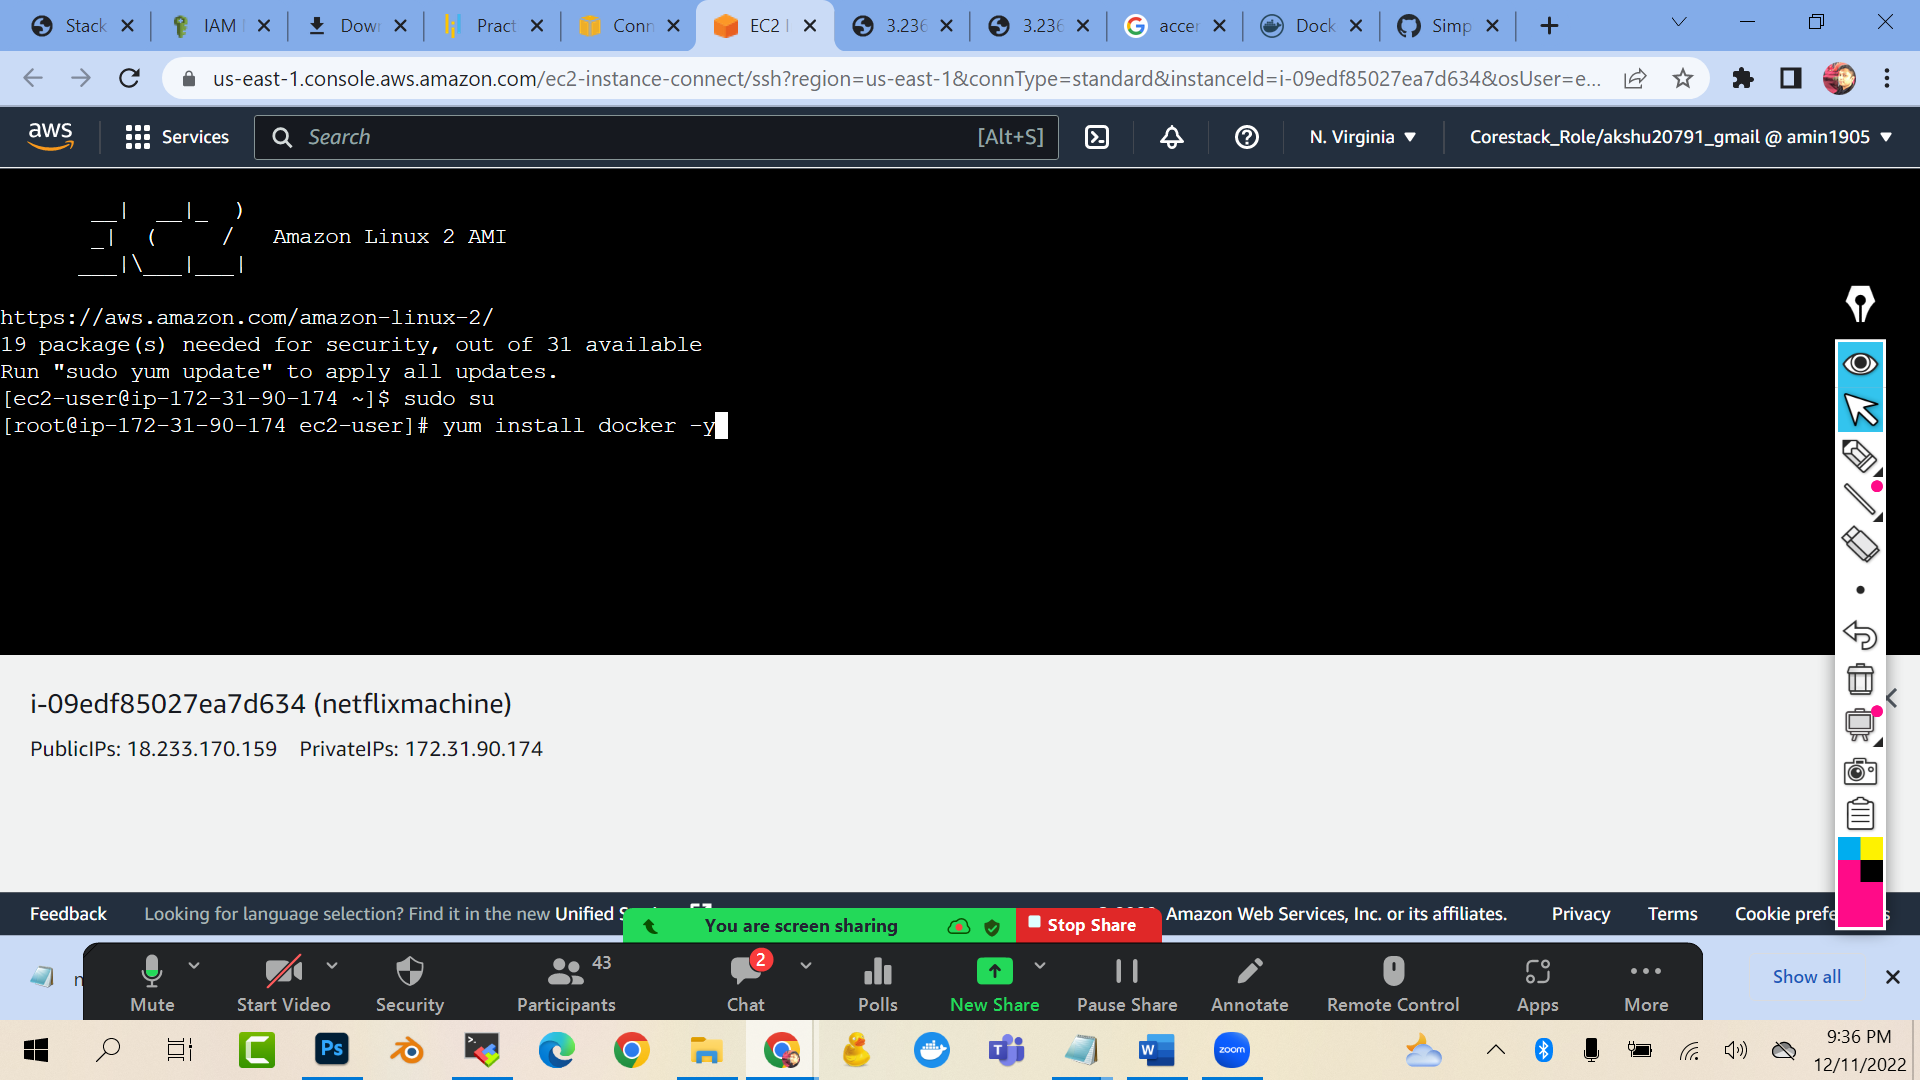 Stack
IAM
Dow
Pract
Conn
EC2
3.236
3.236
accer
Dock
Simp
us-east-1.console.aws.amazon.com/ec2-instance-connect/ssh?region=us-east-1&connType=standard&instanceId=i-09edf85027ea7d634&osUser=e...
aws
Services
Search
[Alt+S]
N. Virginia
Corestack_Role/akshu20791_gmail @ amin1905
__| __|_ )
_| ( / Amazon Linux 2 AMI
___|\___|___|
https://aws.amazon.com/amazon-linux-2/
19 package(s) needed for security, out of 31 available
Run "sudo yum update" to apply all updates.
[ec2-user@ip-172-31-90-174 ~]$ sudo su
[root@ip-172-31-90-174 ec2-user]# yum install docker -y
i-09edf85027ea7d634 (netflixmachine)
PublicIPs: 18.233.170.159 PrivateIPs: 172.31.90.174
Feedback
Looking for language selection? Find it in the new Unified
Amazon Web Services, Inc. or its affiliates.
Privacy
Terms
Cookie prefe
You are screen sharing
Stop Share
Mute
Start Video
Security
43
Participants
2
Chat
Polls
New Share
Pause Share
Annotate
Remote Control
Apps
More
Show all
Ps
W
zoom
9:36 PM
12/11/2022